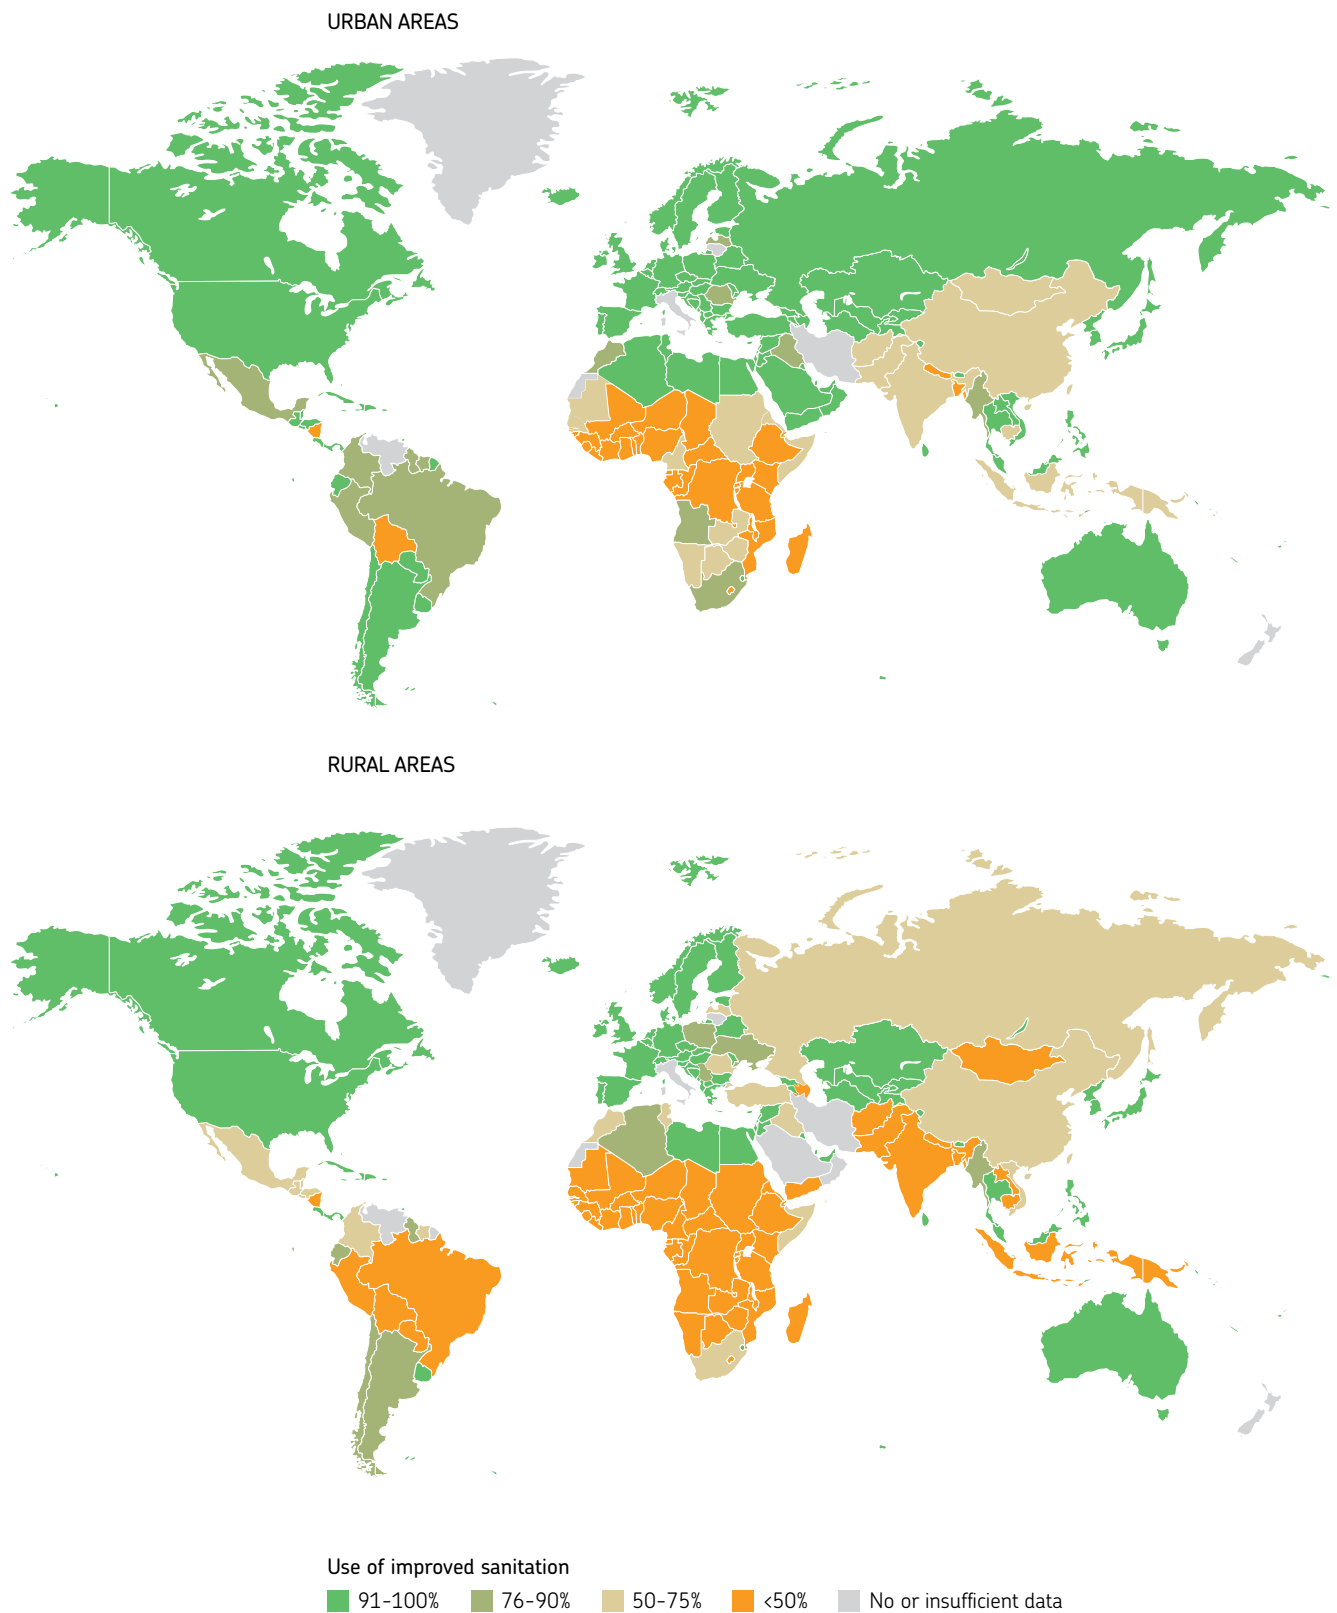 URBAN AREAS
RURAL AREAS
Use of improved sanitation
91-100% 76-90% 50-75% <50% No or insufficient data